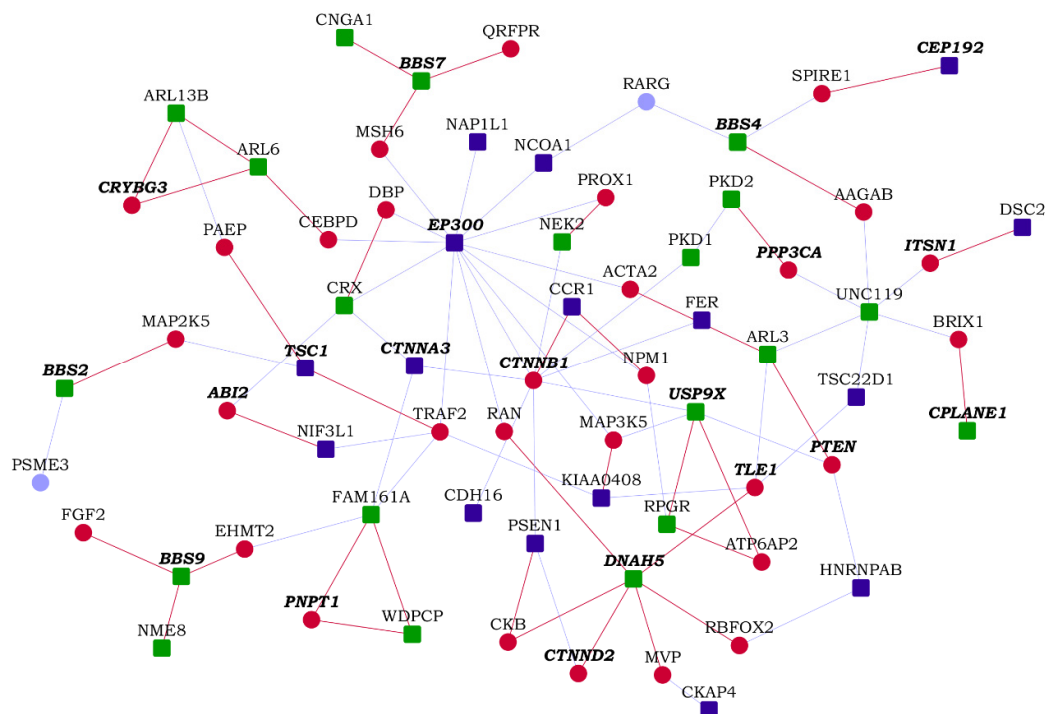 CNGA1
QRFPR
CEP192
BBS7
SPIRE1
RARG
ARL13B
NAP1L1
MSH6
BBS4
NCOA1
ARL6
CRYBG3
DBP
PROX1
PKD2
AAGAB
DSC2
PAEP
CEBPD
EP300
NEK2
PKD1
PPP3CA
ITSN1
CRX
ACTA2
CCR1
FER
UNC119
MAP2K5
BRIX1
TSC1
CTNNA3
CTNNB1
NPM1
ARL3
BBS2
TSC22D1
ABI2
USP9X
CPLANE1
NIF3L1
TRAF2
RAN
MAP3K5
PTEN
PSME3
KIAA0408
TLE1
FAM161A
CDH16
RPGR
FGF2
EHMT2
PSEN1
ATP6AP2
BBS9
DNAH5
HNRNPAB
PNPT1
WDPCP
NME8
CKB
RBFOX2
CTNND2
MVP
CKAP4